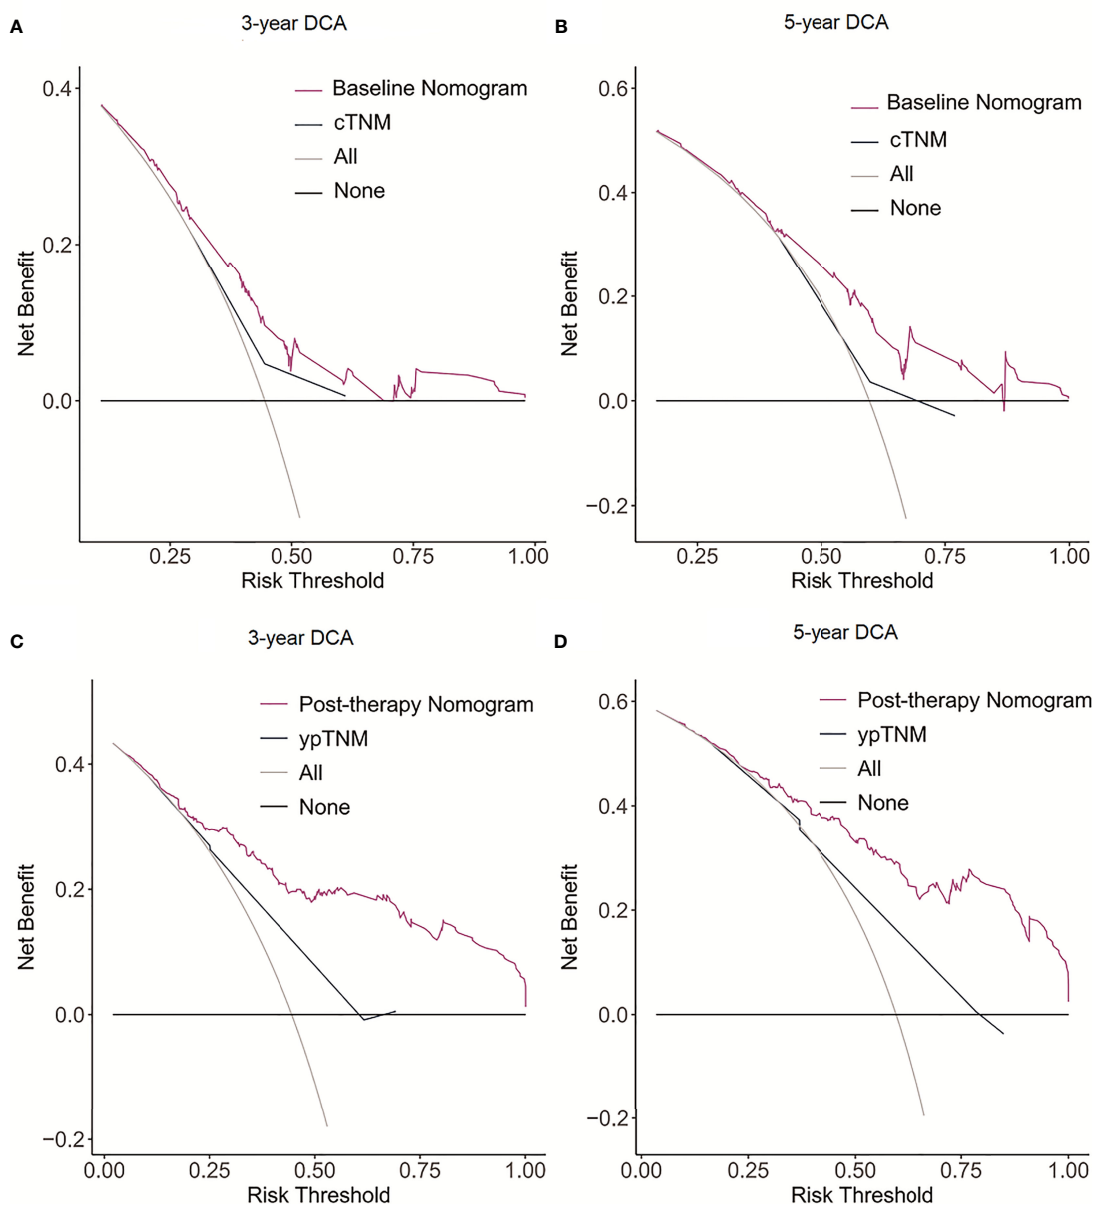 A
3-year DCA
Baseline Nomogram
cTNM
All
None
0.4
0.2
0.0
Net Benefit
0.25 0.50 0.75 1.00
Risk Threshold
B
5-year DCA
Baseline Nomogram
cTNM
All
None
0.6
0.4
0.2
0.0
−0.2
Net Benefit
0.25 0.50 0.75 1.00
Risk Threshold
C
3-year DCA
Post-therapy Nomogram
ypTNM
All
None
0.4
0.2
0.0
−0.2
Net Benefit
0.00 0.25 0.50 0.75 1.00
Risk Threshold
D
5-year DCA
Post-therapy Nomogram
ypTNM
All
None
0.6
0.4
0.2
0.0
−0.2
Net Benefit
0.00 0.25 0.50 0.75 1.00
Risk Threshold